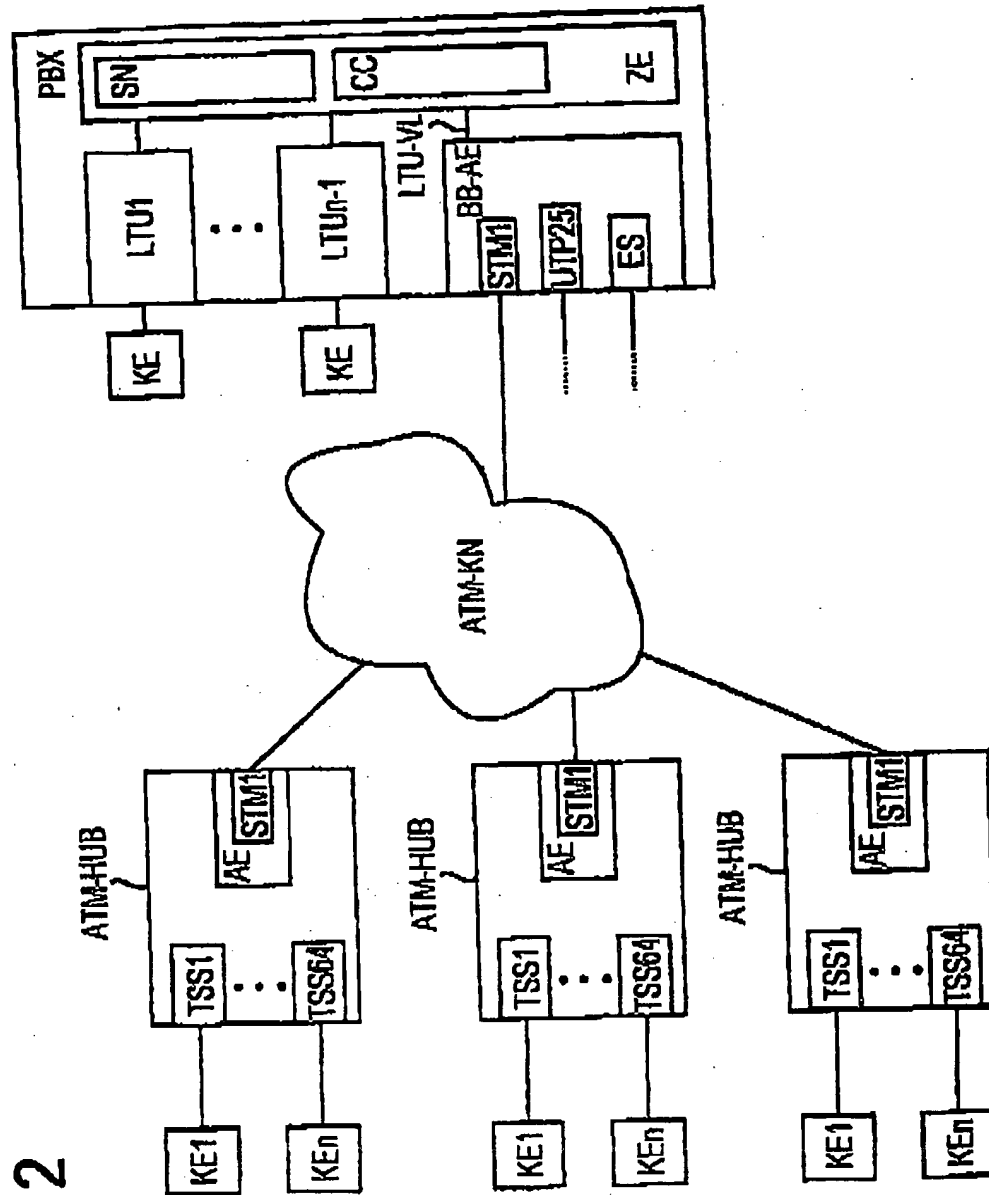 2
PBX
SN
CC
ZE
LTU1
LTUn-1
LTU-VL
BB-AE
STM1
UTP25
ES
KE
KE
ATM-KN
ATM-HUB
AE
STM1
TSS1
TSS64
KE1
KEn
ATM-HUB
AE
STM1
TSS1
TSS64
KE1
KEn
ATM-HUB
AE
STM1
TSS1
TSS64
KE1
KEn